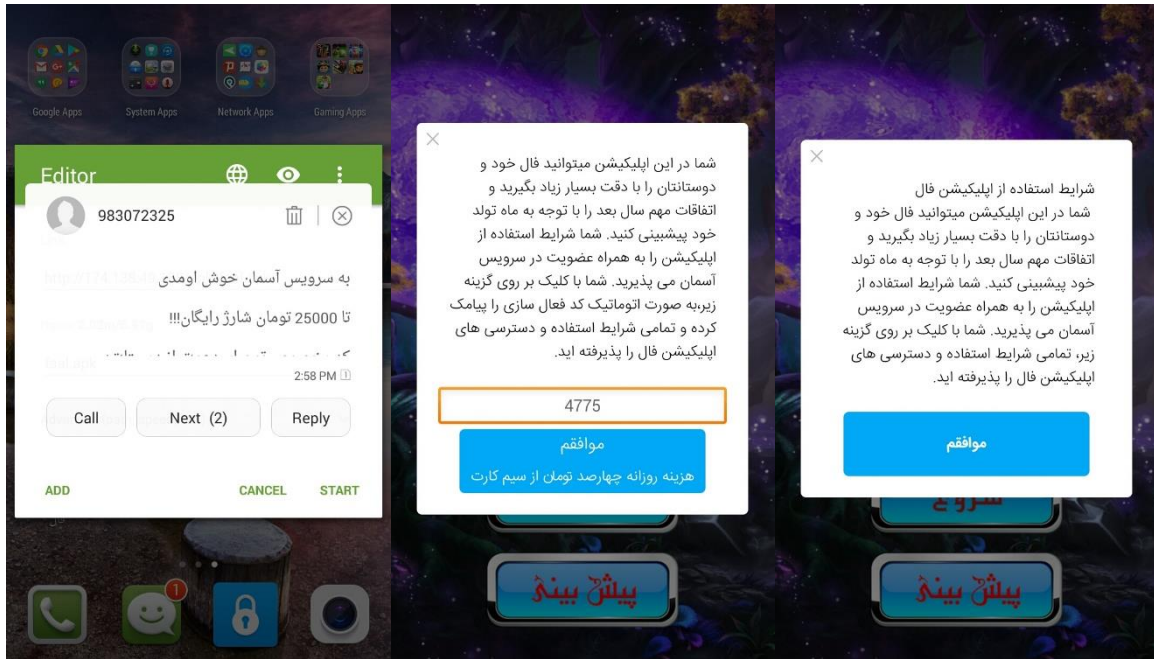 Google Apps
System Apps
Network Apps
Gaming Apps
Editor
983072325
به سرویس آسمان خوش اومدی
تا 25000 تومان شارژ رایگان!!!
2:58 PM
Call
Next (2)
Reply
ADD
CANCEL
START
1
شما در این اپلیکیشن میتوانید فال خود و
دوستانتان را با دقت بسیار زیاد بگیرید و
اتفاقات مهم سال بعد را با توجه به ماه تولد
خود پیشبینی کنید. شما شرایط استفاده از
اپلیکیشن را به همراه عضویت در سرویس
آسمان می پذیرید. شما با کلیک بر روی گزینه
زیر،به صورت اتوماتیک کد فعال سازی را پیامک
کرده و تمامی شرایط استفاده و دسترسی های
اپلیکیشن فال را پذیرفته اید.
4775
موافقم
هزینه روزانه چهارصد تومان از سیم کارت
پیش بینی
شرایط استفاده از اپلیکیشن فال
شما در این اپلیکیشن میتوانید فال خود و
دوستانتان را با دقت بسیار زیاد بگیرید و
اتفاقات مهم سال بعد را با توجه به ماه تولد
خود پیشبینی کنید. شما شرایط استفاده از
اپلیکیشن را به همراه عضویت در سرویس
آسمان می پذیرید. شما با کلیک بر روی گزینه
زیر، تمامی شرایط استفاده و دسترسی های
اپلیکیشن فال را پذیرفته اید.
موافقم
شروع
پیش بینی